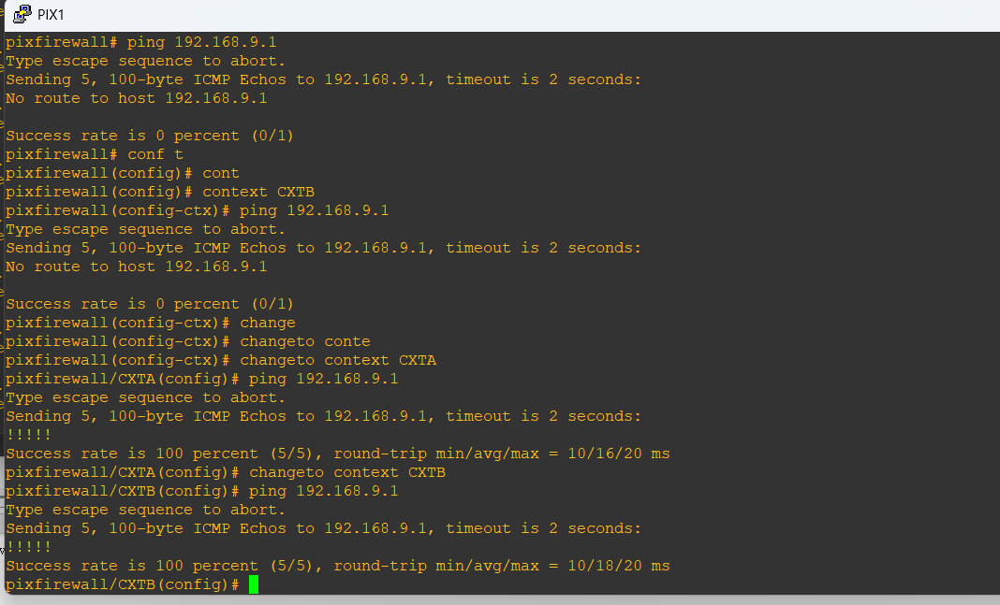 PIX1
pixfirewall# ping 192.168.9.1
Type escape sequence to abort.
Sending 5, 100-byte ICMP Echos to 192.168.9.1, timeout is 2 seconds:
No route to host 192.168.9.1
Success rate is 0 percent (0/1)
pixfirewall# conf t
pixfirewall(config)# cont
pixfirewall(config)# context CXTB
pixfirewall(config-ctx)# ping 192.168.9.1
Type escape sequence to abort.
Sending 5, 100-byte ICMP Echos to 192.168.9.1, timeout is 2 seconds:
No route to host 192.168.9.1
Success rate is 0 percent (0/1)
pixfirewall(config-ctx)# change
pixfirewall(config-ctx)# changeto conte
pixfirewall(config-ctx)# changeto context CXTA
pixfirewall/CXTA(config)# ping 192.168.9.1
Type escape sequence to abort.
Sending 5, 100-byte ICMP Echos to 192.168.9.1, timeout is 2 seconds:
!!!!!
Success rate is 100 percent (5/5), round-trip min/avg/max = 10/16/20 ms
pixfirewall/CXTA(config)# changeto context CXTB
pixfirewall/CXTB(config)# ping 192.168.9.1
Type escape sequence to abort.
Sending 5, 100-byte ICMP Echos to 192.168.9.1, timeout is 2 seconds:
!!!!!
Success rate is 100 percent (5/5), round-trip min/avg/max = 10/18/20 ms
pixfirewall/CXTB(config)#